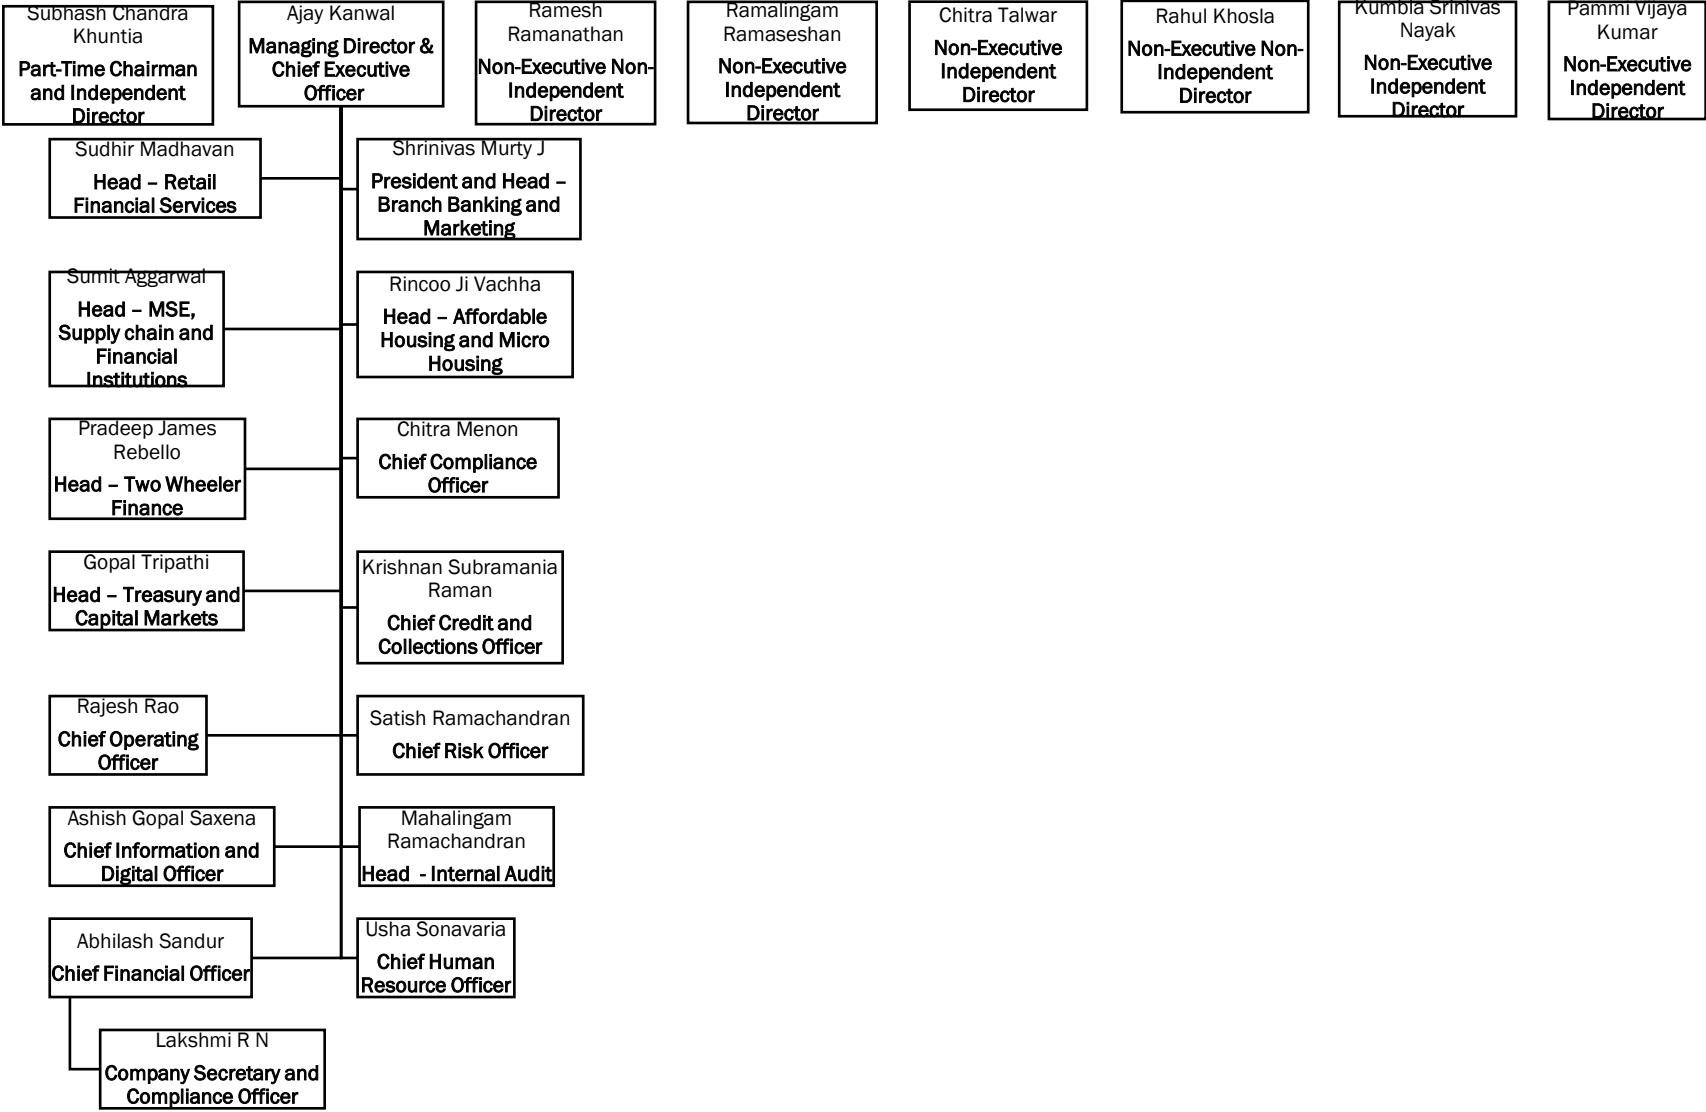 Subhash Chandra
Khuntia
Part-Time Chairman
and Independent
Director
Ajay Kanwal
Managing Director &
Chief Executive
Officer
Ramesh
Ramanathan
Non-Executive Non-
Independent
Director
Ramalingam
Ramaseshan
Non-Executive
Independent
Director
Chitra Talwar
Non-Executive
Independent
Director
Rahul Khosla
Non-Executive Non-
Independent
Director
Kumbla Srinivas
Nayak
Non-Executive
Independent
Director
Pammi Vijaya
Kumar
Non-Executive
Independent
Director
Sudhir Madhavan
Head – Retail
Financial Services
Shrinivas Murty J
President and Head –
Branch Banking and
Marketing
Sumit Aggarwal
Head – MSE,
Supply chain and
Financial
Institutions
Rincoo Ji Vachha
Head – Affordable
Housing and Micro
Housing
Pradeep James
Rebello
Head – Two Wheeler
Finance
Chitra Menon
Chief Compliance
Officer
Gopal Tripathi
Head – Treasury and
Capital Markets
Krishnan Subramania
Raman
Chief Credit and
Collections Officer
Rajesh Rao
Chief Operating
Officer
Satish Ramachandran
Chief Risk Officer
Ashish Gopal Saxena
Chief Information and
Digital Officer
Mahalingam
Ramachandran
Head  - Internal Audit
Abhilash Sandur
Chief Financial Officer
Usha Sonavaria
Chief Human
Resource Officer
Lakshmi R N
Company Secretary and
Compliance Officer